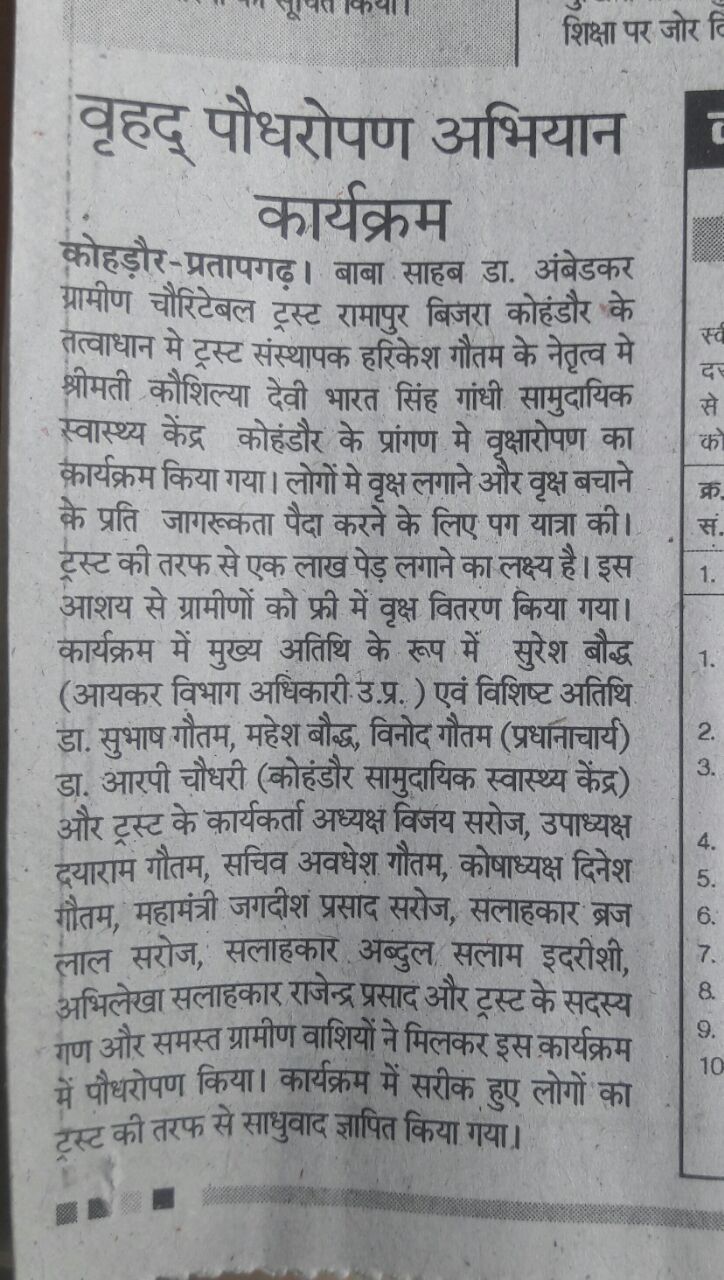 शिक्षा पर जोर
वृहद् पौधरोपण अभियान
कार्यक्रम
कोहड़ौर-प्रतापगढ़। बाबा साहब डा. अंबेडकर
ग्रामीण चौरिटेबल ट्रस्ट रामापुर बिजरा कोहंडौर के
तत्वाधान मे ट्रस्ट संस्थापक हरिकेश गौतम के नेतृत्व मे
श्रीमती कौशिल्या देवी भारत सिंह गांधी सामुदायिक
स्वास्थ्य केंद्र कोहंडौर के प्रांगण मे वृक्षारोपण का
कार्यक्रम किया गया। लोगों मे वृक्ष लगाने और वृक्ष बचाने
के प्रति जागरूकता पैदा करने के लिए पग यात्रा की।
ट्रस्ट की तरफ से एक लाख पेड़ लगाने का लक्ष्य है। इस
आशय से ग्रामीणों को फ्री में वृक्ष वितरण किया गया।
कार्यक्रम में मुख्य अतिथि के रूप में सुरेश बौद्ध
(आयकर विभाग अधिकारी उ.प्र. ) एवं विशिष्ट अतिथि
डा. सुभाष गौतम, महेश बौद्ध, विनोद गौतम (प्रधानाचार्य)
डा. आरपी चौधरी (कोहंडौर सामुदायिक स्वास्थ्य केंद्र)
और ट्रस्ट के कार्यकर्ता अध्यक्ष विजय सरोज, उपाध्यक्ष
दयाराम गौतम, सचिव अवधेश गौतम, कोषाध्यक्ष दिनेश
गौतम, महामंत्री जगदीश प्रसाद सरोज, सलाहकार ब्रज
लाल सरोज, सलाहकार अब्दुल सलाम इदरीशी,
अभिलेखा सलाहकार राजेन्द्र प्रसाद और ट्रस्ट के सदस्य
गण और समस्त ग्रामीण वाशियों ने मिलकर इस कार्यक्रम
में पौधरोपण किया। कार्यक्रम में सरीक हुए लोगों का
ट्रस्ट की तरफ से साधुवाद ज्ञापित किया गया।
से
क्र.
सं.
1.
1.
2.
3.
4.
5.
6.
7.
8.
9.
10